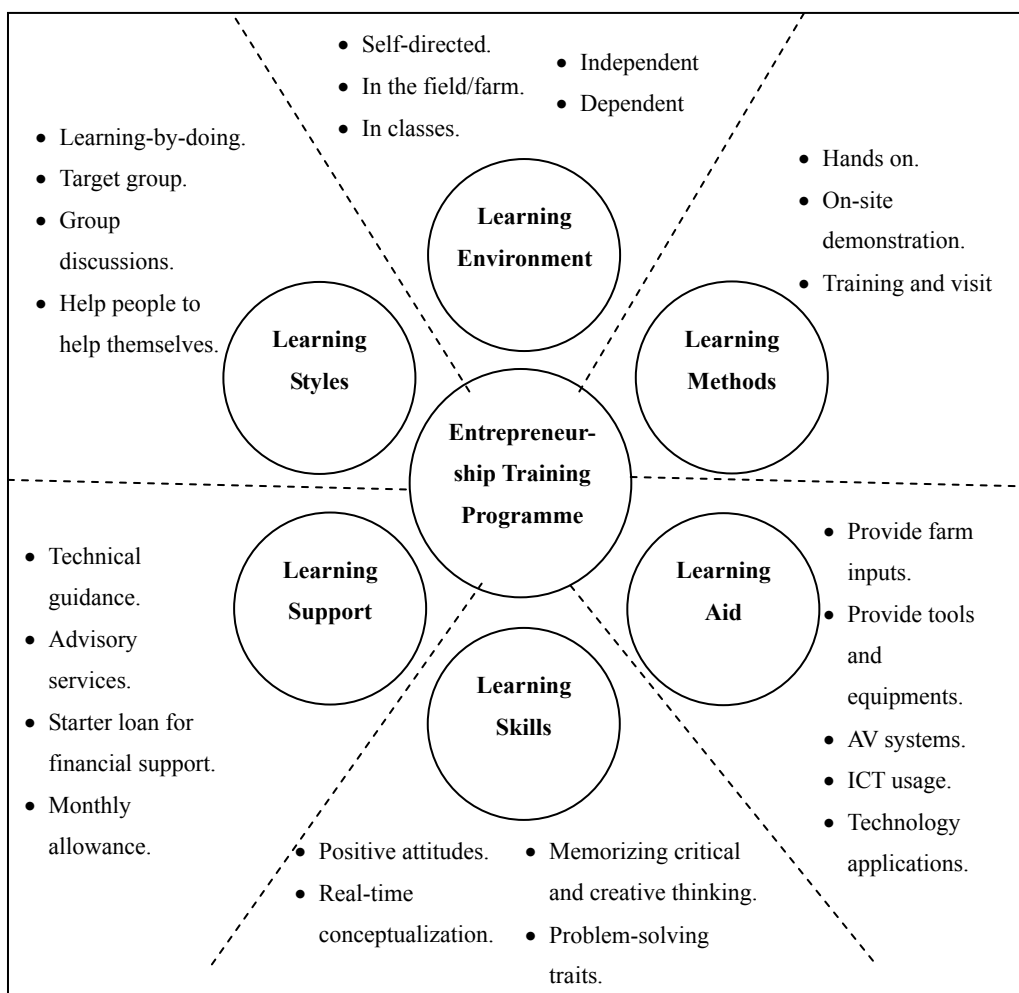 • Self-directed.
• In the field/farm.
• In classes.
• Independent
• Dependent
Learning
Environment
• Learning-by-doing.
• Target group.
• Group
discussions.
• Help people to
help themselves.
Learning
Styles
• Hands on.
• On-site
demonstration.
• Training and visit
Learning
Methods
Entrepreneur-
ship Training
Programme
• Technical
guidance.
• Advisory
services.
• Starter loan for
financial support.
• Monthly
allowance.
Learning
Support
Learning
Aid
• Provide farm
inputs.
• Provide tools
and
equipments.
• AV systems.
• ICT usage.
• Technology
applications.
Learning
Skills
• Positive attitudes.
• Real-time
conceptualization.
• Memorizing critical
and creative thinking.
• Problem-solving
traits.